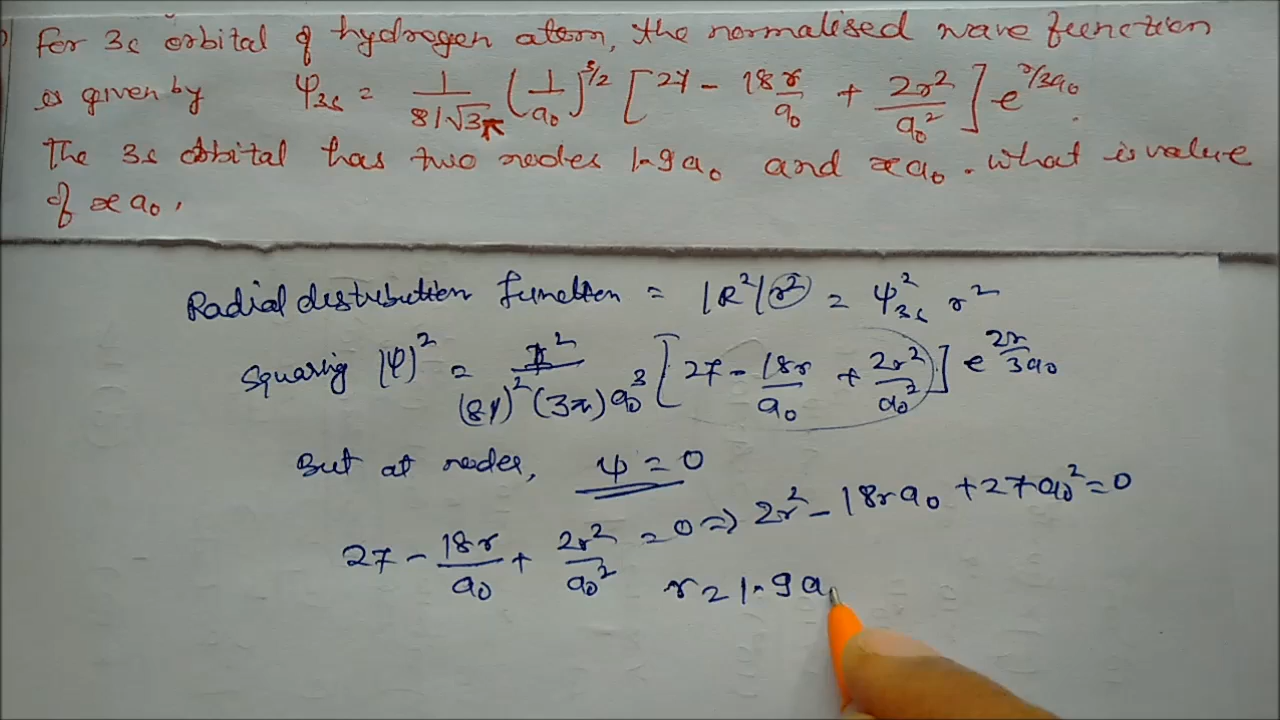 For 3s orbital of hydrogen atom, the normalised wave function
is given by ψ3s = 1/81√3π (1/a0)^3/2 [27 - 18r/a0 + 2r²/a0²] e^r/3a0.
The 3s orbital has two nodes 1.9a0 and xa0. What is value
of xa0.
Radial distribution function = |R²|r² = ψ²3s r²
Squaring |ψ|² = 1²/(81)²(3π)a0³ [27 - 18r/a0 + 2r²/a0²] e^2r/3a0
But at nodes, ψ = 0
27 - 18r/a0 + 2r²/a0² = 0 ⇒ 2r² - 18ra0 + 27a0² = 0
r = 1.9a